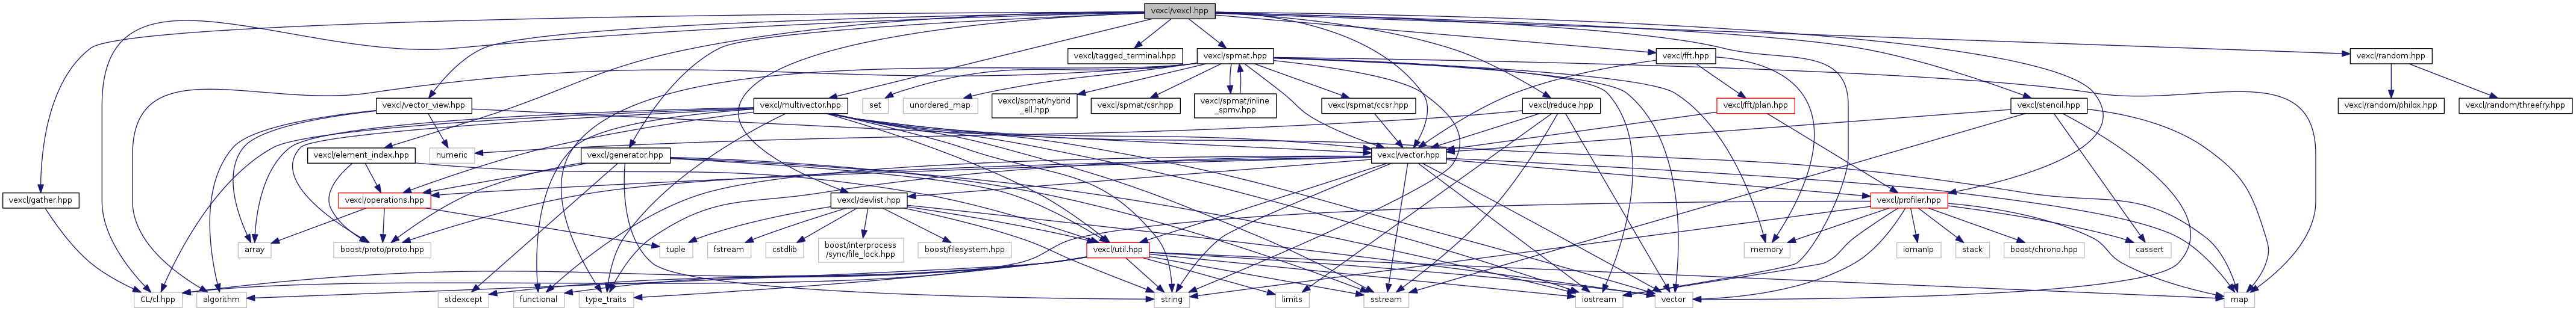 vexcl/vexcl.hpp
vexcl/tagged_terminal.hpp
vexcl/spmat.hpp
vexcl/fft.hpp
vexcl/random.hpp
vexcl/vector_view.hpp
vexcl/multivector.hpp
set
unordered_map
vexcl/spmat/hybrid
_ell.hpp
vexcl/spmat/csr.hpp
vexcl/spmat/inline
_spmv.hpp
vexcl/spmat/ccsr.hpp
vexcl/reduce.hpp
vexcl/fft/plan.hpp
vexcl/stencil.hpp
vexcl/random/philox.hpp
vexcl/random/threefry.hpp
vexcl/element_index.hpp
numeric
vexcl/generator.hpp
vexcl/vector.hpp
vexcl/gather.hpp
vexcl/operations.hpp
vexcl/devlist.hpp
vexcl/profiler.hpp
array
boost/proto/proto.hpp
tuple
fstream
cstdlib
boost/interprocess
/sync/file_lock.hpp
boost/filesystem.hpp
vexcl/util.hpp
memory
iomanip
stack
boost/chrono.hpp
cassert
CL/cl.hpp
algorithm
stdexcept
functional
type_traits
string
limits
sstream
iostream
vector
map